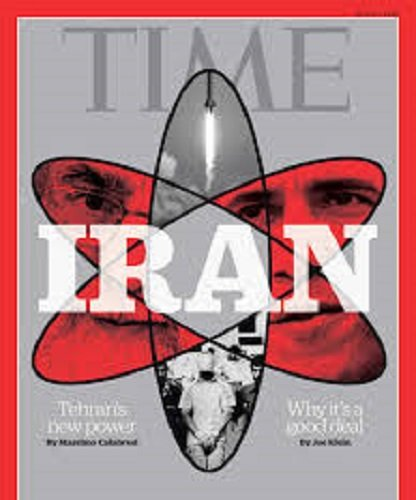 TIME
IRAN
Tehran's
new power
By Massimo Calabresi
Why it's a
good deal
By Joe Klein